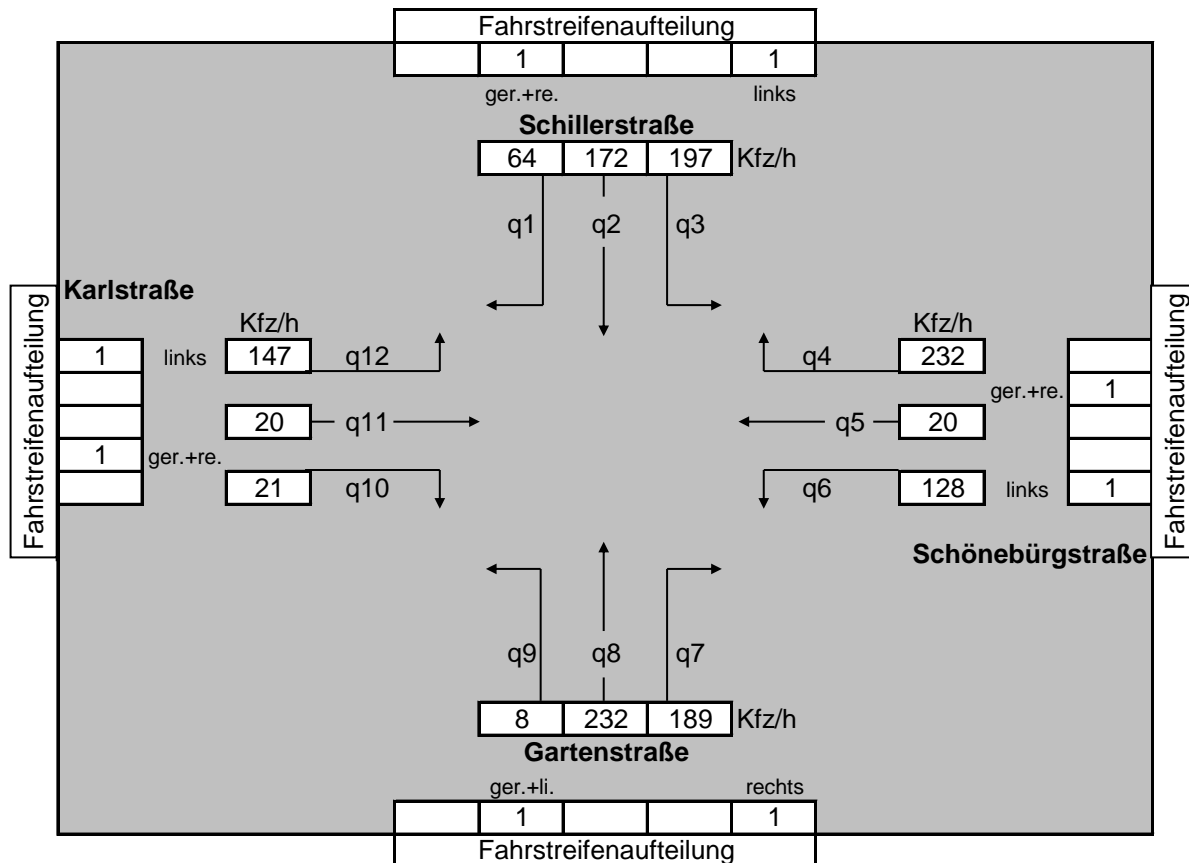 Fahrstreifenaufteilung
1 1
ger.+re. links
Schillerstraße
64 172 197 Kfz/h
q1 q2 q3
Karlstraße
Fahrstreifenaufteilung
Kfz/h
1 links 147 q12
20 q11
1 ger.+re.
21 q10
Kfz/h
q4 232
ger.+re. 1
q5 20
q6 128 links 1
Fahrstreifenaufteilung
Schönebürgstraße
q9 q8 q7
8 232 189 Kfz/h
Gartenstraße
ger.+li. rechts
1 1
Fahrstreifenaufteilung